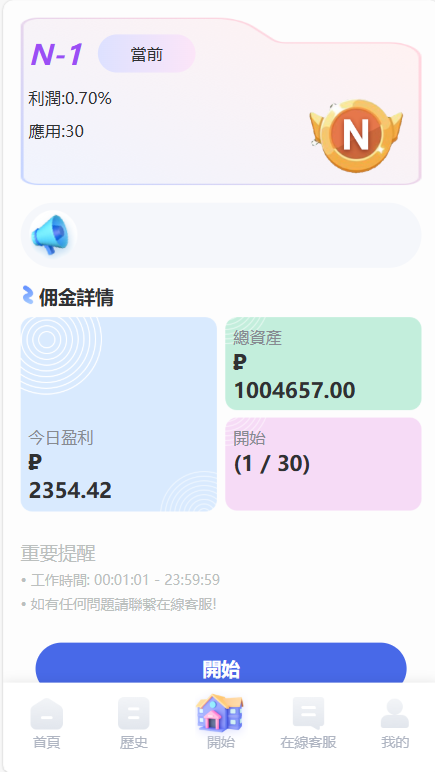 N-1
當前
利潤:0.70%
應用:30
N
佣金詳情
今日盈利
₽
2354.42
總資產
₽
1004657.00
開始
(1 / 30)
重要提醒
• 工作時間: 00:01:01 - 23:59:59
• 如有任何問題請聯繫在線客服!
開始
首頁
歷史
開始
在線客服
我的